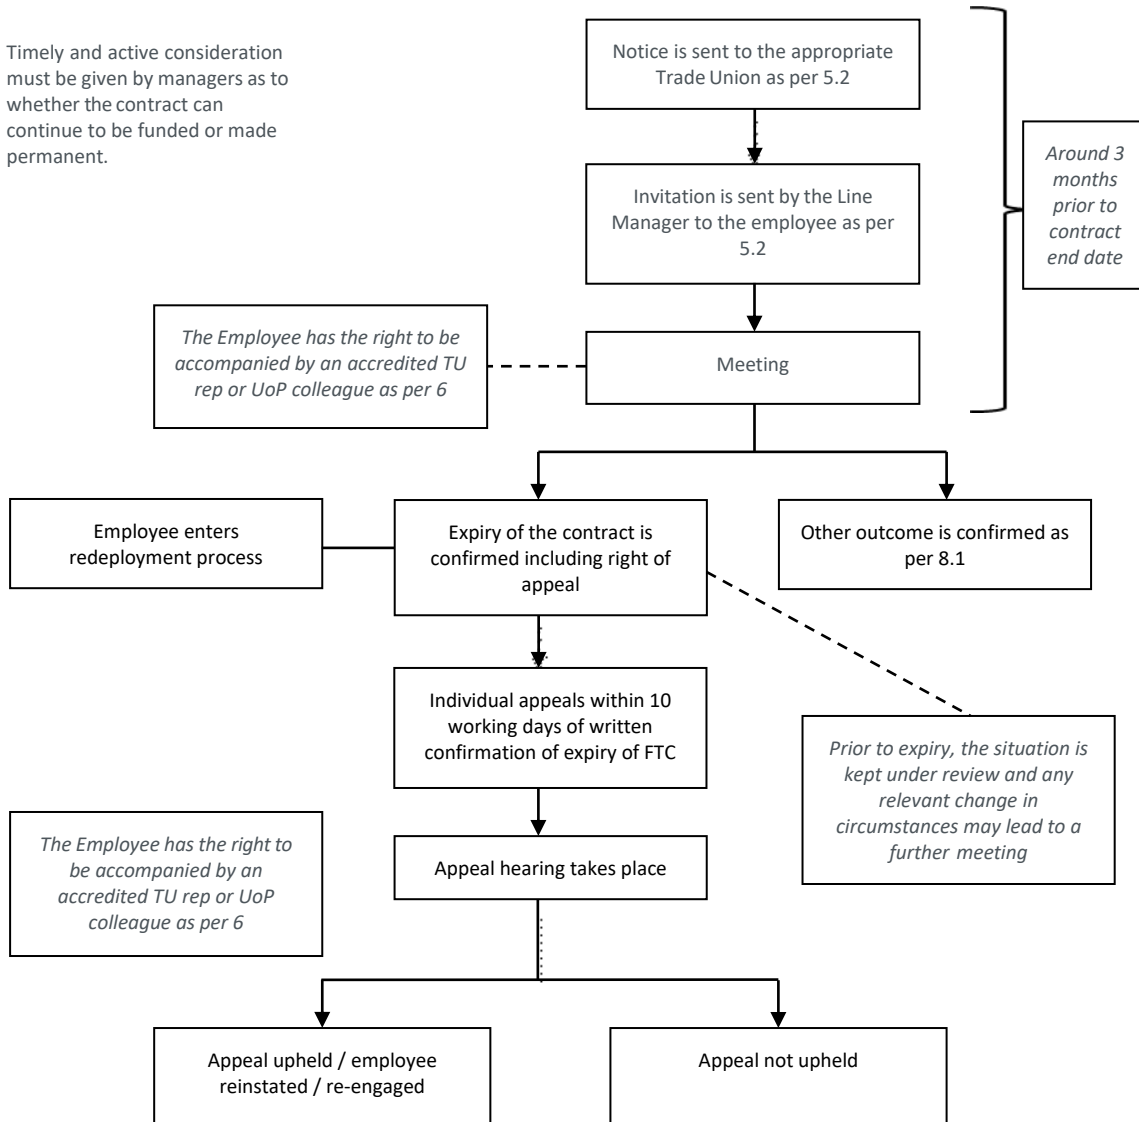 Timely and active consideration
must be given by managers as to
whether the contract can
continue to be funded or made
permanent.
Notice is sent to the appropriate
Trade Union as per 5.2
Invitation is sent by the Line
Manager to the employee as per
5.2
Around 3
months
prior to
contract
end date
The Employee has the right to be
accompanied by an accredited TU
rep or UoP colleague as per 6
Meeting
Employee enters
redeployment process
Expiry of the contract is
confirmed including right of
appeal
Other outcome is confirmed as
per 8.1
Individual appeals within 10
working days of written
confirmation of expiry of FTC
Prior to expiry, the situation is
kept under review and any
relevant change in
circumstances may lead to a
further meeting
The Employee has the right to
be accompanied by an
accredited TU rep or UoP
colleague as per 6
Appeal hearing takes place
Appeal upheld / employee
reinstated / re-engaged
Appeal not upheld